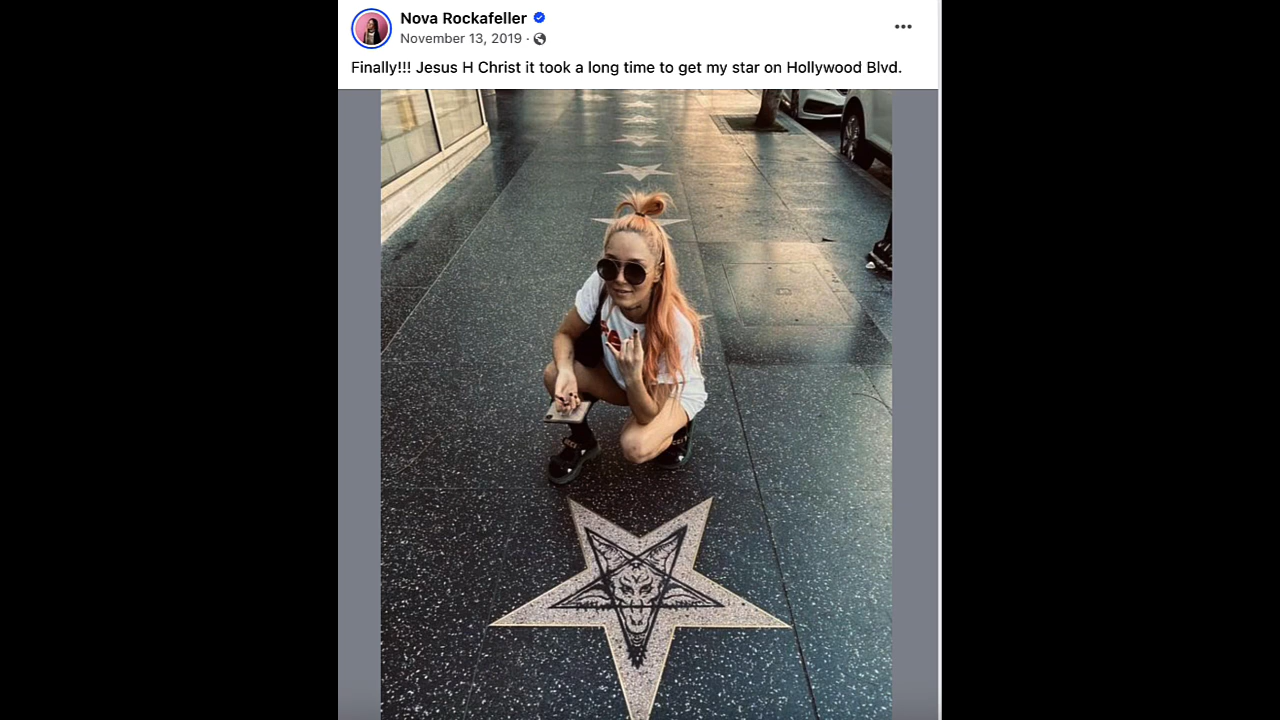 Nova Rockafeller
November 13, 2019 ·
Finally!!! Jesus H Christ it took a long time to get my star on Hollywood Blvd.